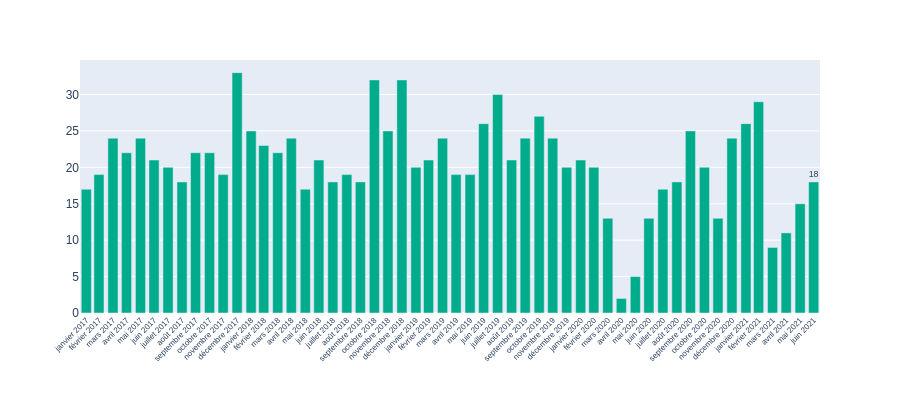 30
25
20
15
10
5
0
18
janvier 2017
février 2017
mars 2017
avril 2017
mai 2017
juin 2017
juillet 2017
août 2017
septembre 2017
octobre 2017
novembre 2017
décembre 2017
janvier 2018
février 2018
mars 2018
avril 2018
mai 2018
juin 2018
juillet 2018
août 2018
septembre 2018
octobre 2018
novembre 2018
décembre 2018
janvier 2019
février 2019
mars 2019
avril 2019
mai 2019
juin 2019
juillet 2019
août 2019
septembre 2019
octobre 2019
novembre 2019
décembre 2019
janvier 2020
février 2020
mars 2020
avril 2020
mai 2020
juin 2020
juillet 2020
août 2020
septembre 2020
octobre 2020
novembre 2020
décembre 2020
janvier 2021
février 2021
mars 2021
avril 2021
mai 2021
juin 2021